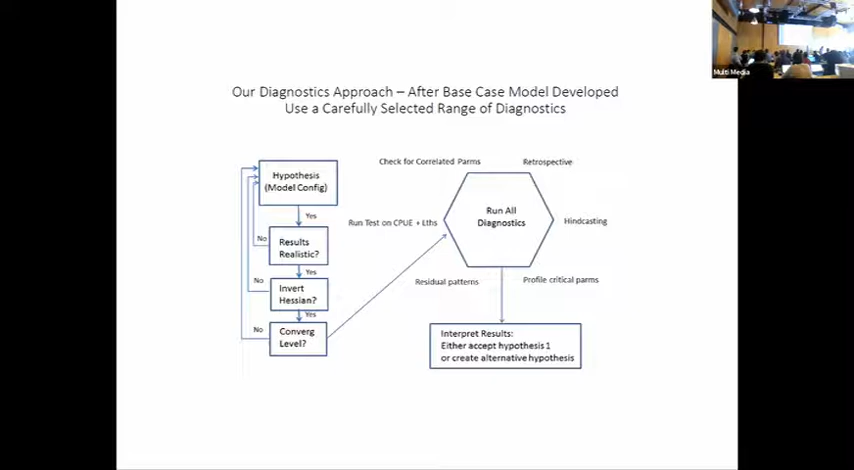 Our Diagnostics Approach – After Base Case Model Developed
Use a Carefully Selected Range of Diagnostics
Hypothesis
(Model Config)
Yes
No
Results
Realistic?
Yes
No
Invert
Hessian?
Yes
No
Converg
Level?
Check for Correlated Parms
Retrospective
Run Test on CPUE + Lths
Run All
Diagnostics
Hindcasting
Residual patterns
Profile critical parms
Interpret Results:
Either accept hypothesis 1
or create alternative hypothesis
Multi Media